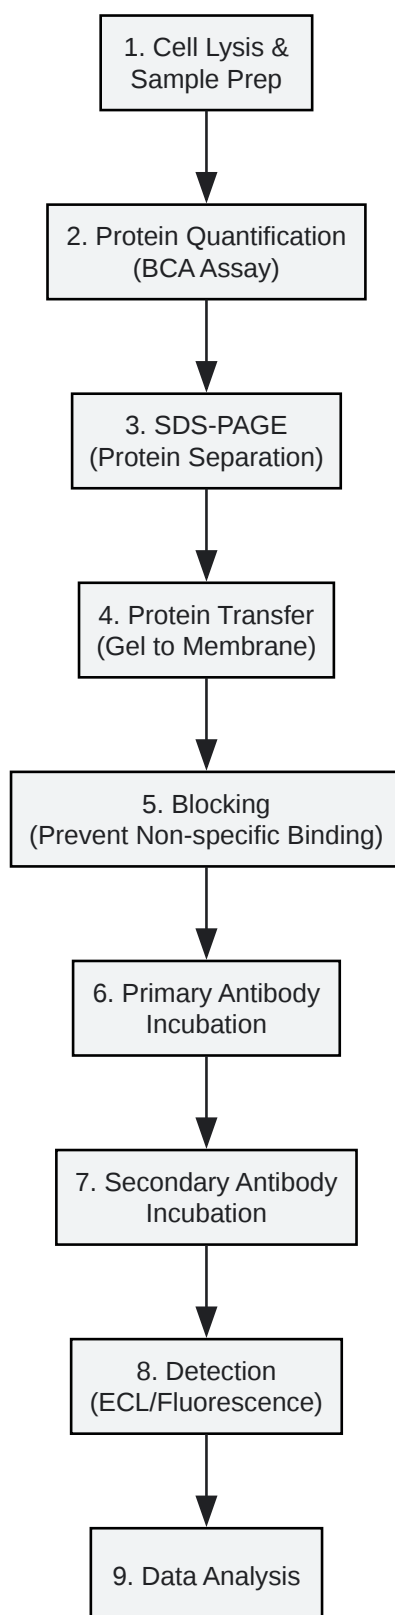 1. Cell Lysis &
Sample Prep
2. Protein Quantification
(BCA Assay)
3. SDS-PAGE
(Protein Separation)
4. Protein Transfer
(Gel to Membrane)
5. Blocking
(Prevent Non-specific Binding)
6. Primary Antibody
Incubation
7. Secondary Antibody
Incubation
8. Detection
(ECL/Fluorescence)
9. Data Analysis